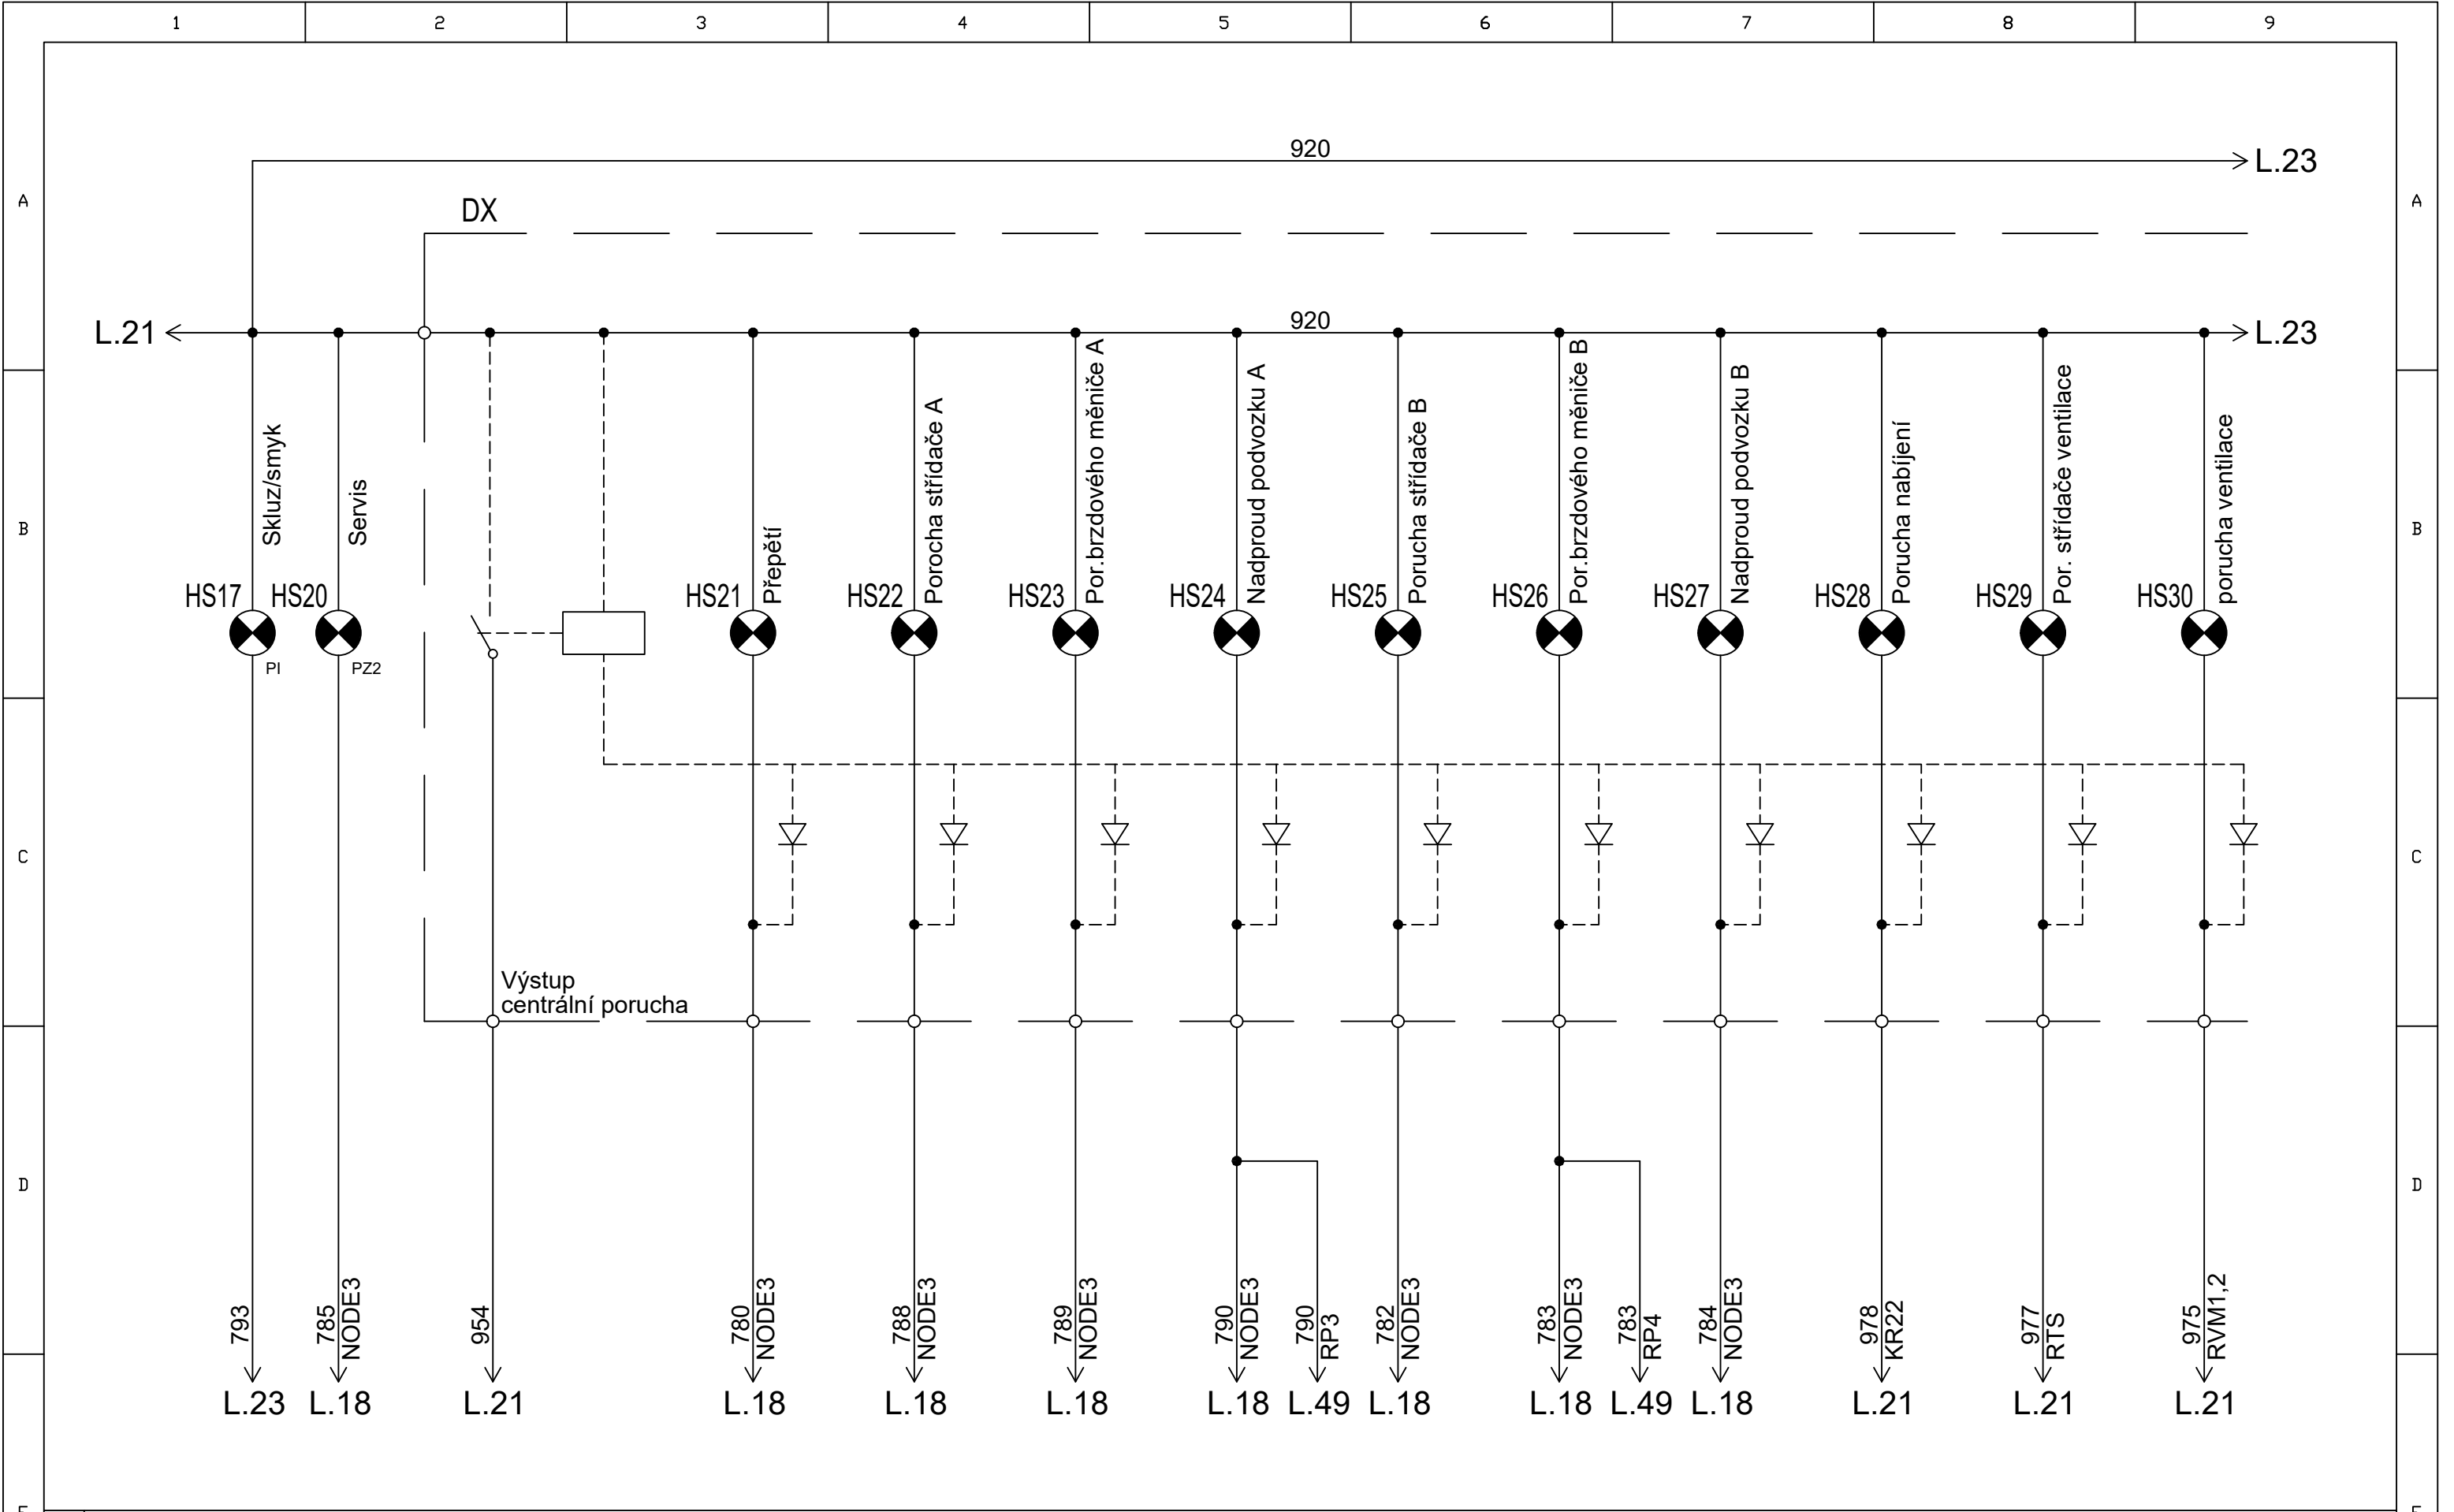 1 2 3 4 5 6 7 8 9
920
L.23
A
DX
A
L.21
920
L.23
Skluz/smyk
Servis
Přepětí
Porocha střídače A
Por.brzdového měniče A
Nadproud podvozku A
Porucha střídače B
Por.brzdového měniče B
Nadproud podvozku B
Porucha nabíjení
Por. střídače ventilace
porucha ventilace
B
B
HS17 HS20 HS21 HS22 HS23 HS24 HS25 HS26 HS27 HS28 HS29 HS30
PI PZ2
C
C
Výstup
centrální porucha
D
D
793
785
NODE3
954
780
NODE3
788
NODE3
789
NODE3
790
NODE3
790
RP3
782
NODE3
783
NODE3
783
RP4
784
NODE3
978
KR22
977
RTS
975
RVM1,2
L.23 L.18 L.21 L.18 L.18 L.18 L.18 L.49 L.18 L.18 L.49 L.18 L.21 L.21 L.21